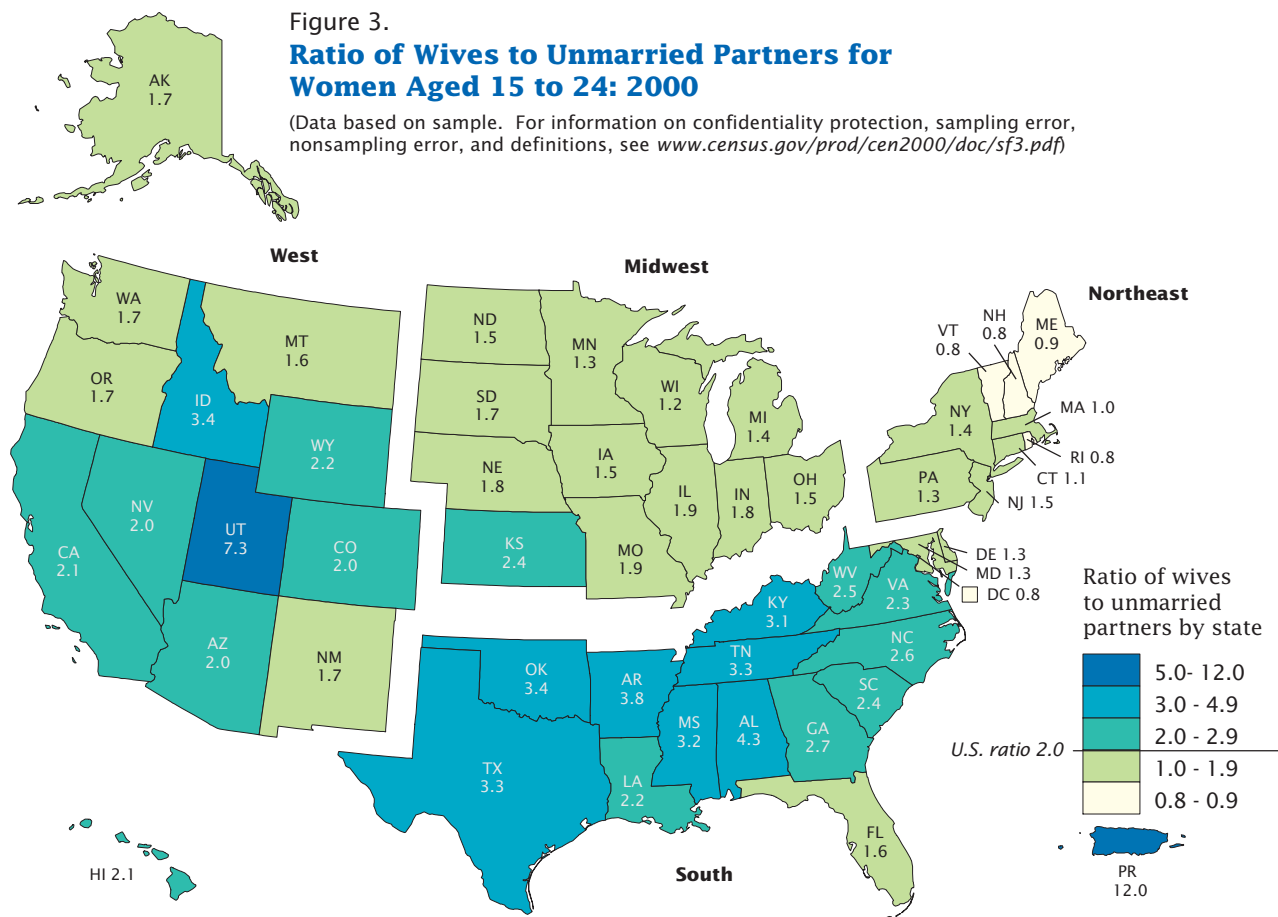 Figure 3.
Ratio of Wives to Unmarried Partners for
Women Aged 15 to 24: 2000
(Data based on sample. For information on confidentiality protection, sampling error,
nonsampling error, and definitions, see www.census.gov/prod/cen2000/doc/sf3.pdf)
AK
1.7
West
Midwest
Northeast
WA
1.7
MT
1.6
OR
1.7
ID
3.4
WY
2.2
NV
2.0
UT
7.3
CO
2.0
CA
2.1
AZ
2.0
NM
1.7
HI 2.1
ND
1.5
MN
1.3
SD
1.7
WI
1.2
MI
1.4
NE
1.8
IA
1.5
IL
1.9
IN
1.8
OH
1.5
KS
2.4
MO
1.9
VT
0.8
NH
0.8
ME
0.9
NY
1.4
MA 1.0
RI 0.8
CT 1.1
PA
1.3
NJ 1.5
DE 1.3
MD 1.3
DC 0.8
WV
2.5
VA
2.3
KY
3.1
NC
2.6
TN
3.3
SC
2.4
OK
3.4
AR
3.8
MS
3.2
AL
4.3
GA
2.7
TX
3.3
LA
2.2
FL
1.6
South
Ratio of wives
to unmarried
partners by state
5.0- 12.0
3.0 - 4.9
2.0 - 2.9
U.S. ratio 2.0
1.0 - 1.9
0.8 - 0.9
PR
12.0